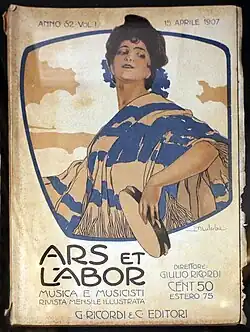 ANNO 62. VOL. I.
15 APRILE 1907
ARS ET
LABOR
MUSICA E MUSICISTI
RIVISTA MENSILE ILLUSTRATA
DIRETTORE
GIULIO RICORDI
CENT. 50
ESTERO 75
G. RICORDI & C. EDITORI